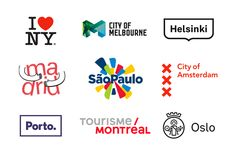 I ♥
NY.
CITY OF
MELBOURNE
Helsinki
madrid
SãoPaulo
City of
Amsterdam
Porto.
TOURISME/
MONTRÉAL
Oslo